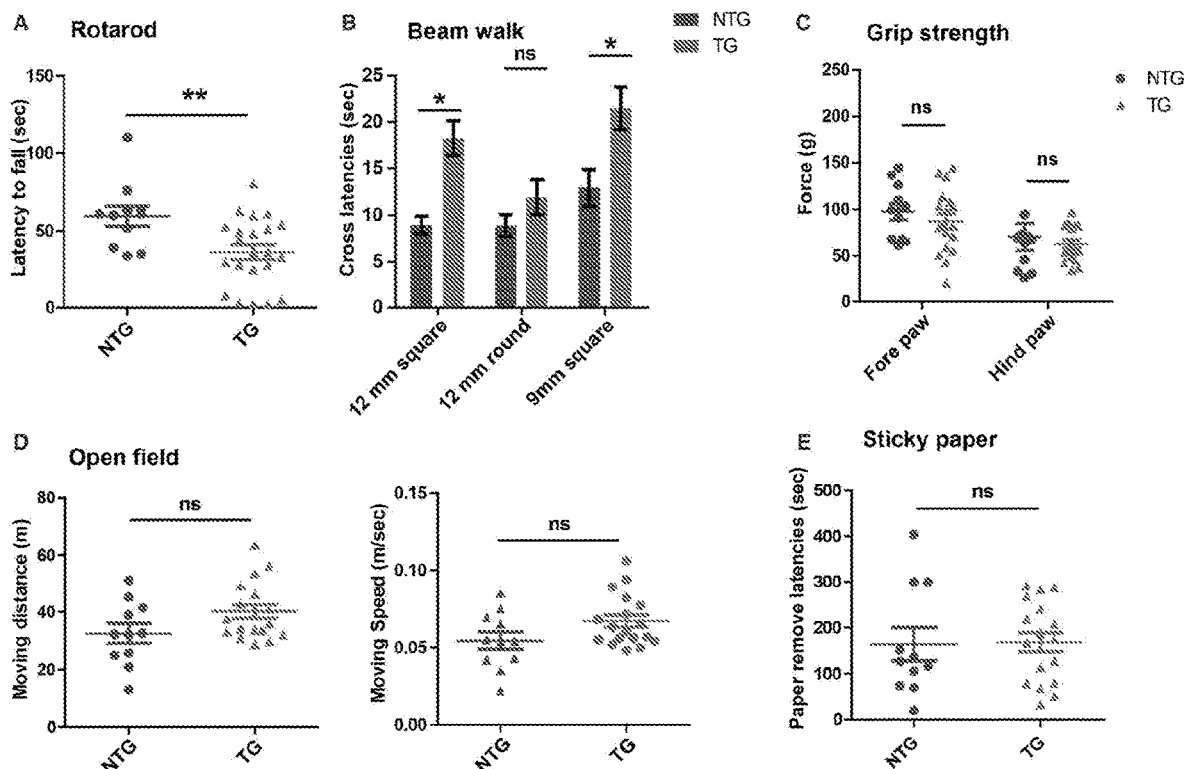 A Rotarod
**
Latency to fall (sec)
150
100
50
0
NTG TG
B Beam walk
NTG
TG
* ns *
Cross latencies (sec)
25
20
15
10
5
0
12 mm square 12 mm round 9mm square
C Grip strength
NTG
TG
ns ns
Force (g)
250
200
150
100
50
0
Fore paw Hind paw
D Open field
ns
Moving distance (m)
80
60
40
20
0
NTG TG
ns
Moving Speed (m/sec)
0.15
0.10
0.05
0.00
NTG TG
E Sticky paper
ns
Paper remove latencies (sec)
500
400
300
200
100
0
NTG TG